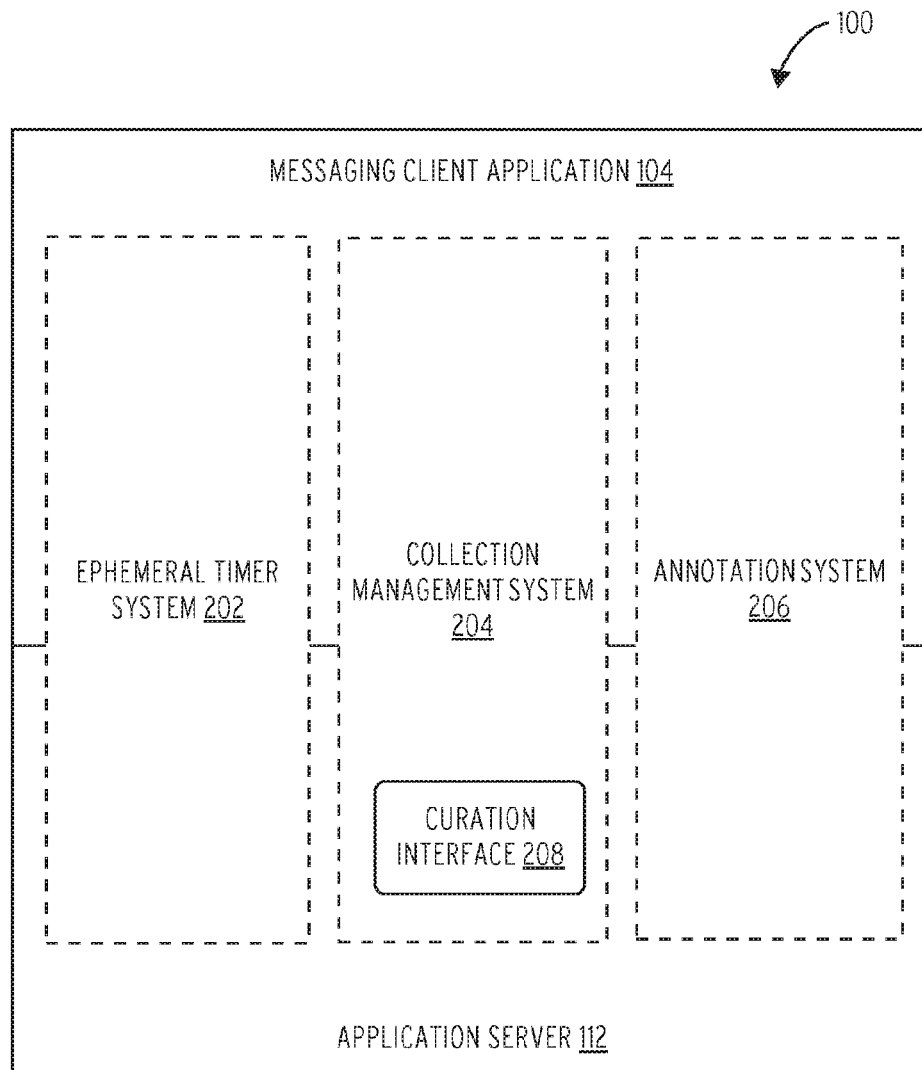 100
MESSAGING CLIENT APPLICATION 104
EPHEMERAL TIMER
SYSTEM 202
COLLECTION
MANAGEMENT SYSTEM
204
ANNOTATION SYSTEM
206
CURATION
INTERFACE 208
APPLICATION SERVER 112